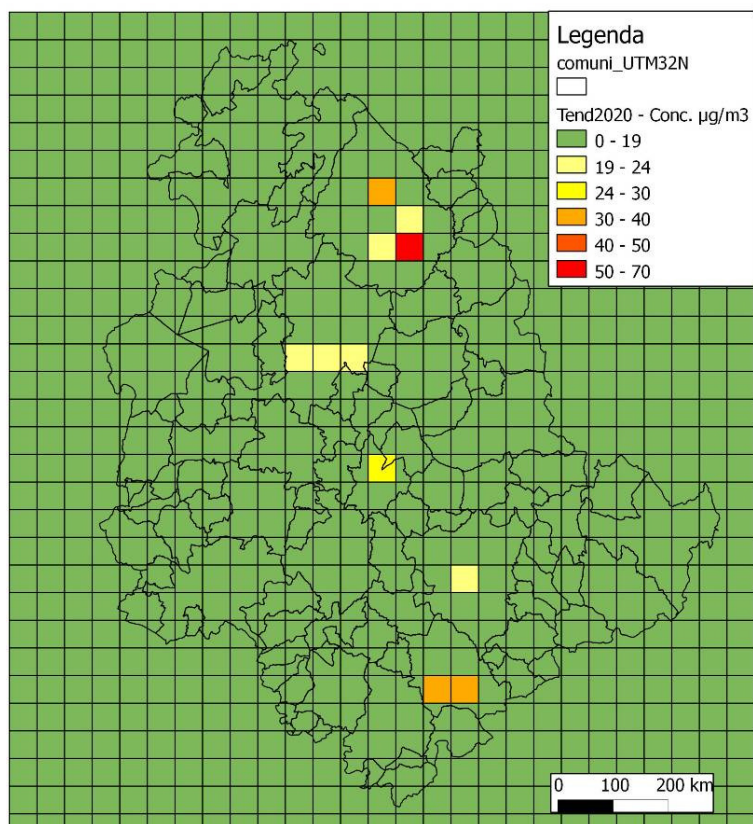 Legenda
comuni_UTM32N
Tend2020 - Conc. µg/m3
0 - 19
19 - 24
24 - 30
30 - 40
40 - 50
50 - 70
0 100 200 km